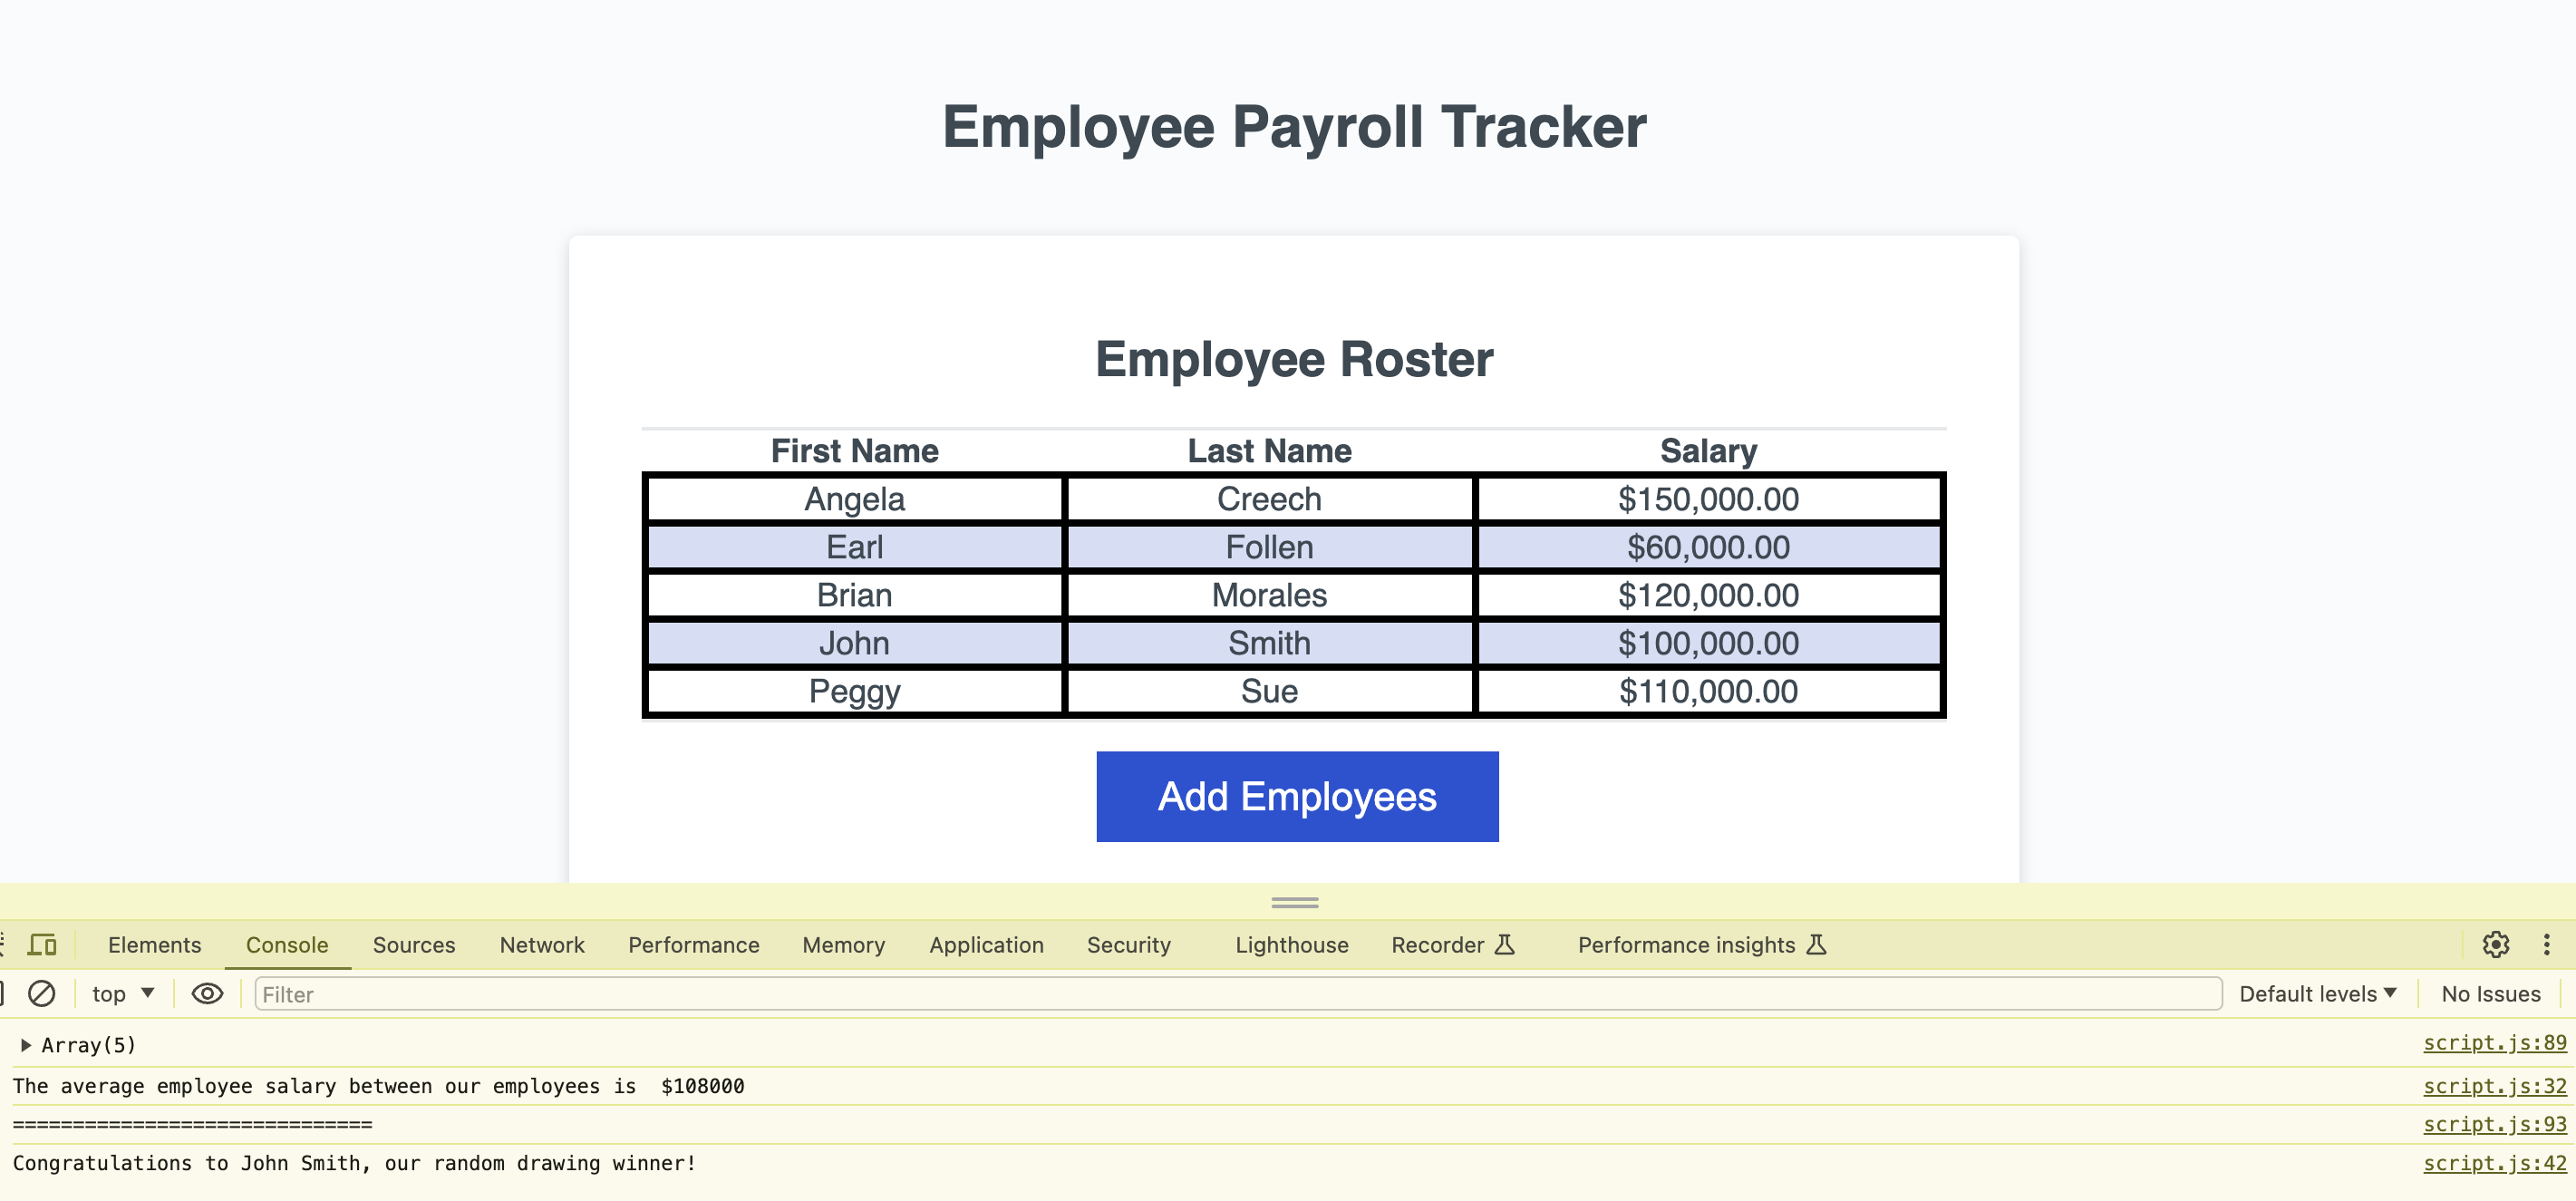 Employee Payroll Tracker
Employee Roster
First Name Last Name Salary
Angela Creech $150,000.00
Earl Follen $60,000.00
Brian Morales $120,000.00
John Smith $100,000.00
Peggy Sue $110,000.00
Add Employees
Elements Console Sources Network Performance Memory Application Security Lighthouse Recorder Performance insights
top Filter Default levels No Issues
Array(5) script.js:89
The average employee salary between our employees is  $108000 script.js:32
============================== script.js:93
Congratulations to John Smith, our random drawing winner! script.js:42